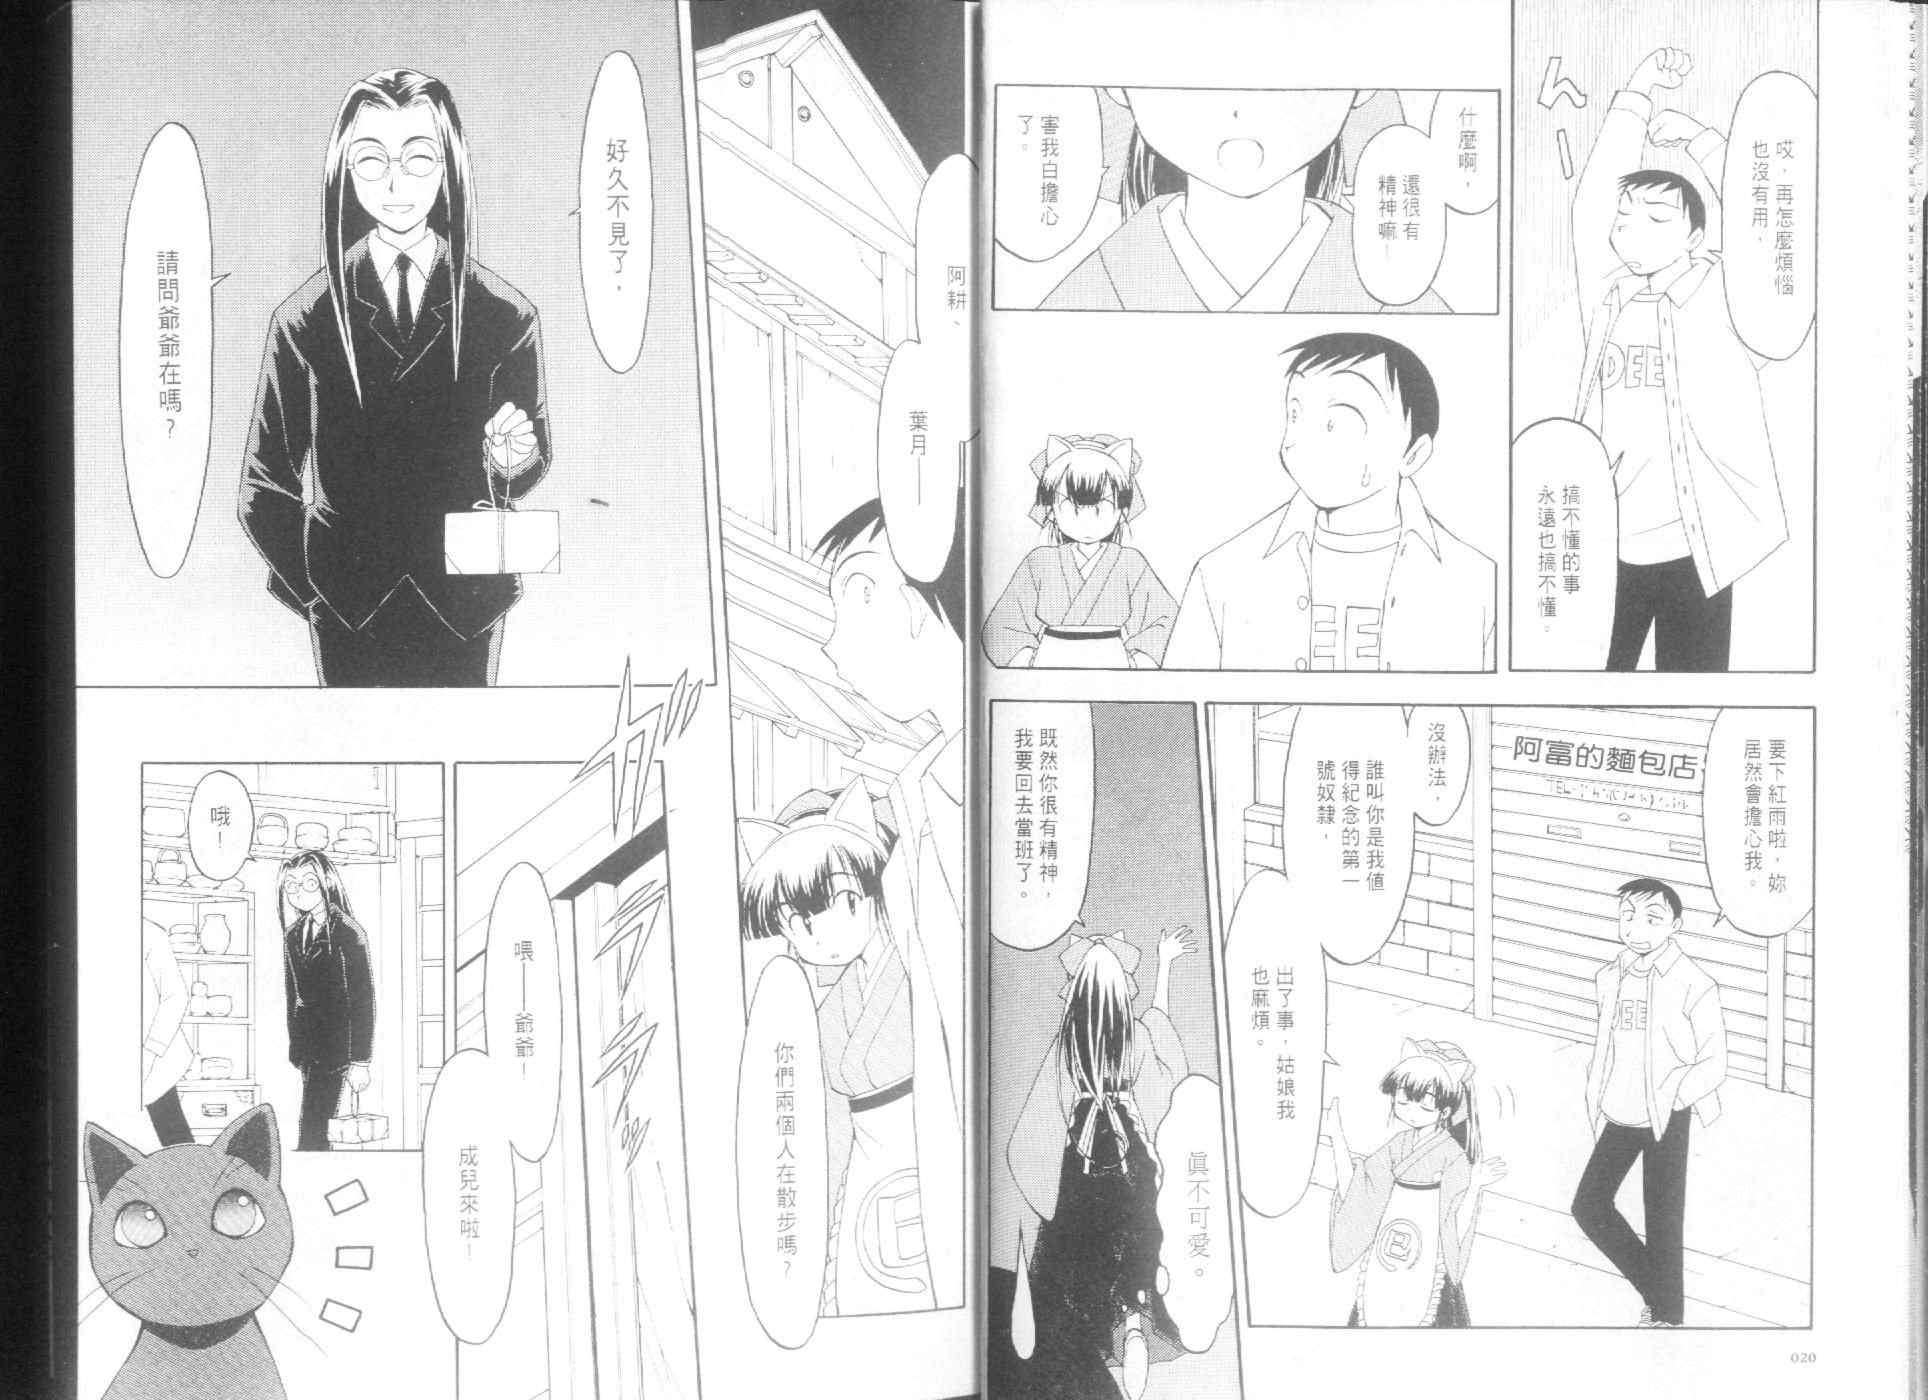 んー
哎，再怎麼煩惱
也沒有用，
搞不懂的事
永遠也搞不懂。
DEE
什麼啊，
還很有
精神嘛—
害我白擔心
了。
要下紅雨啦，妳
居然會擔心我。
阿富的麵包店
沒辦法，
誰叫你是我值
得紀念的第一
號奴隸，
出了事，姑娘我
也麻煩。
DEE
巴
既然你很有精神，
我要回去當班了。
眞不可愛。
020
阿耕、
葉月——
你們兩個人在散步嗎？
巴
好久不見了，
請問爺爺在嗎？
喂——爺爺！
成兒來啦！
哦！